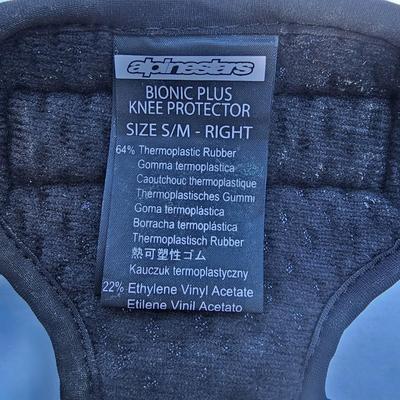 alpinestars
BIONIC PLUS
KNEE PROTECTOR
SIZE S/M - RIGHT
64% Thermoplastic Rubber
Gomma termoplastica
Caoutchouc thermoplastique
Thermoplastisches Gummi
Goma termoplástica
Borracha termoplástica
Thermoplastisch Rubber
熱可塑性ゴム
Kauczuk termoplastyczny
22% Ethylene Vinyl Acetate
Etilene Vinil Acetato